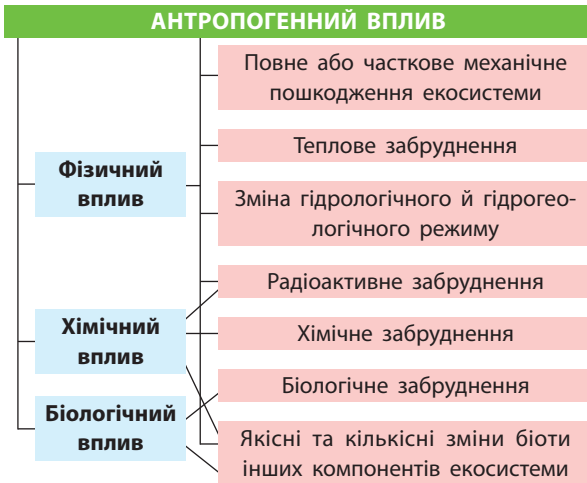 АНТРОПОГЕННИЙ ВПЛИВ
Повне або часткове механічне
пошкодження екосистеми
Теплове забруднення
Фізичний
вплив
Зміна гідрологічного й гідрогео-
логічного режиму
Радіоактивне забруднення
Хімічний
вплив
Хімічне забруднення
Біологічне забруднення
Біологічний
вплив
Якісні та кількісні зміни біоти
інших компонентів екосистеми